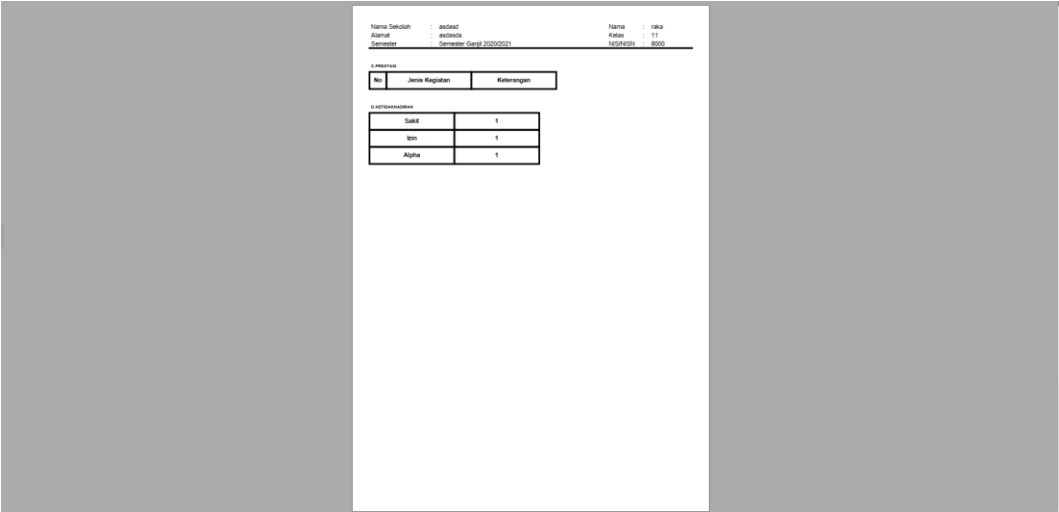 Nama Sekolah : asdasd Nama : raka
Alamat : asdasda Kelas : 11
Semester : Semester Ganjil 2020/2021 NIS/NISN : 8000
C.PRESTASI
No Jenis Kegiatan Keterangan
D.KETIDAKHADIRAN
Sakit 1
Izin 1
Alpha 1